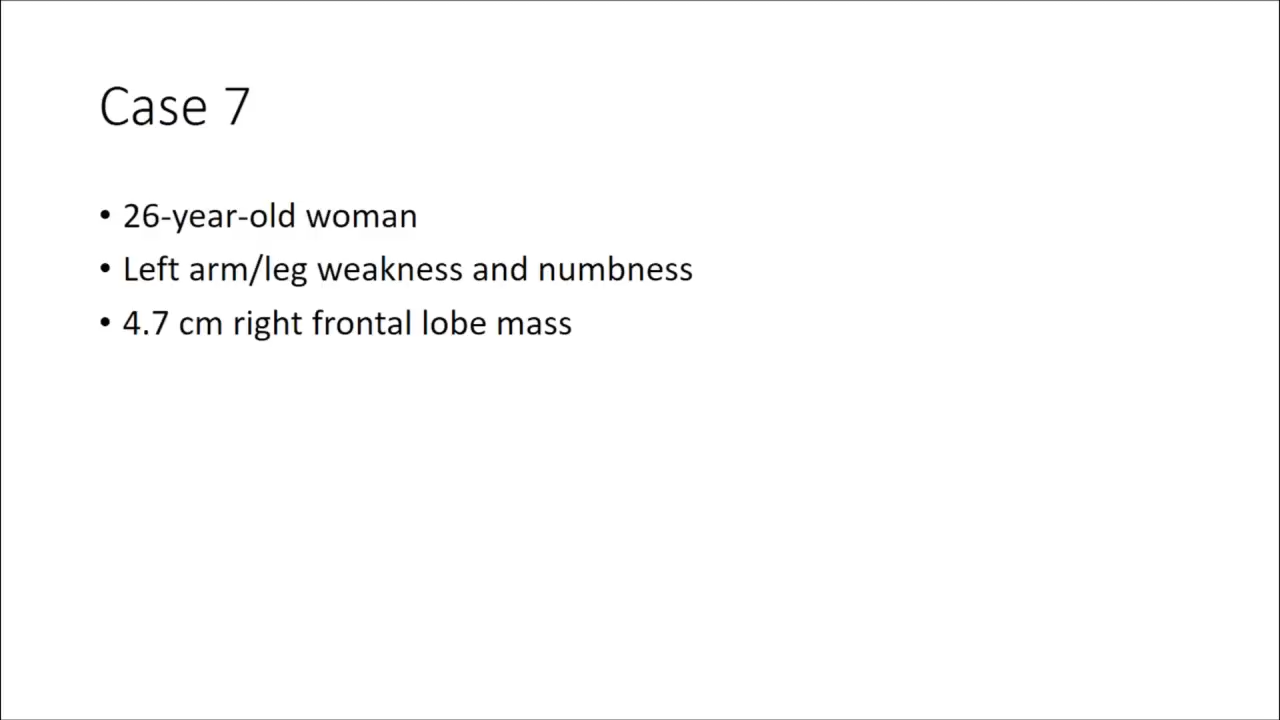 Case 7
• 26-year-old woman
• Left arm/leg weakness and numbness
• 4.7 cm right frontal lobe mass